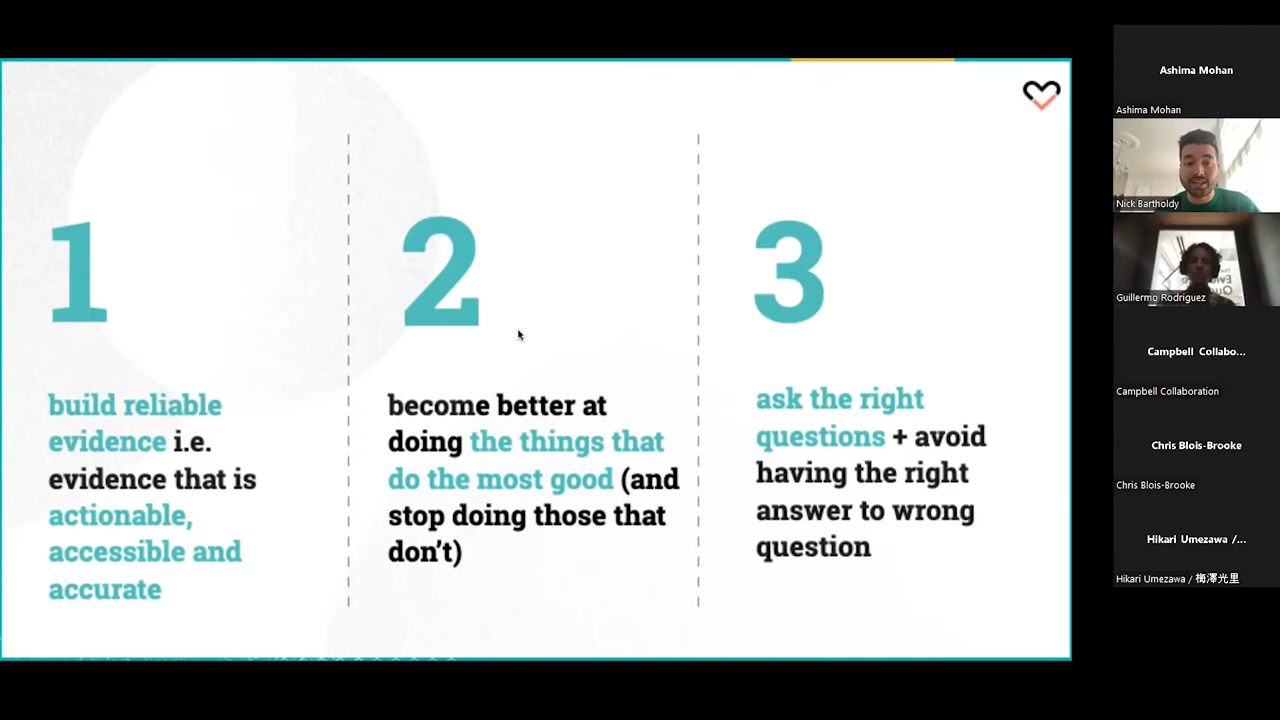 1
build reliable
evidence i.e.
evidence that is
actionable,
accessible and
accurate
2
become better at
doing the things that
do the most good (and
stop doing those that
don't)
3
ask the right
questions + avoid
having the right
answer to wrong
question
Ashima Mohan
Ashima Mohan
Nick Bartholdy
Guillermo Rodriguez
Campbell Collabo...
Campbell Collaboration
Chris Blois-Brooke
Chris Blois-Brooke
Hikari Umezawa /...
Hikari Umezawa / 梅澤光里